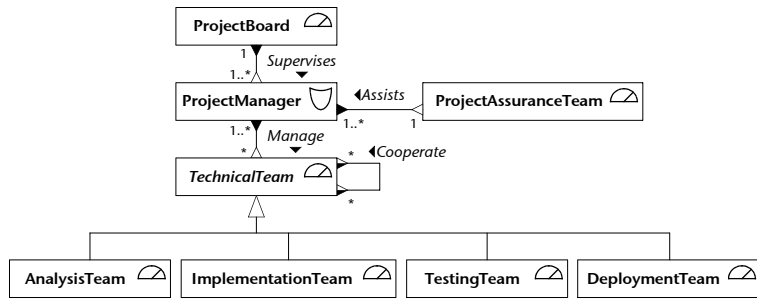 ProjectBoard
1
Supervises
1..*
ProjectManager
Assists
ProjectAssuranceTeam
1..*
1
1..*
Manage
*
*
Cooperate
TechnicalTeam
*
AnalysisTeam
ImplementationTeam
TestingTeam
DeploymentTeam